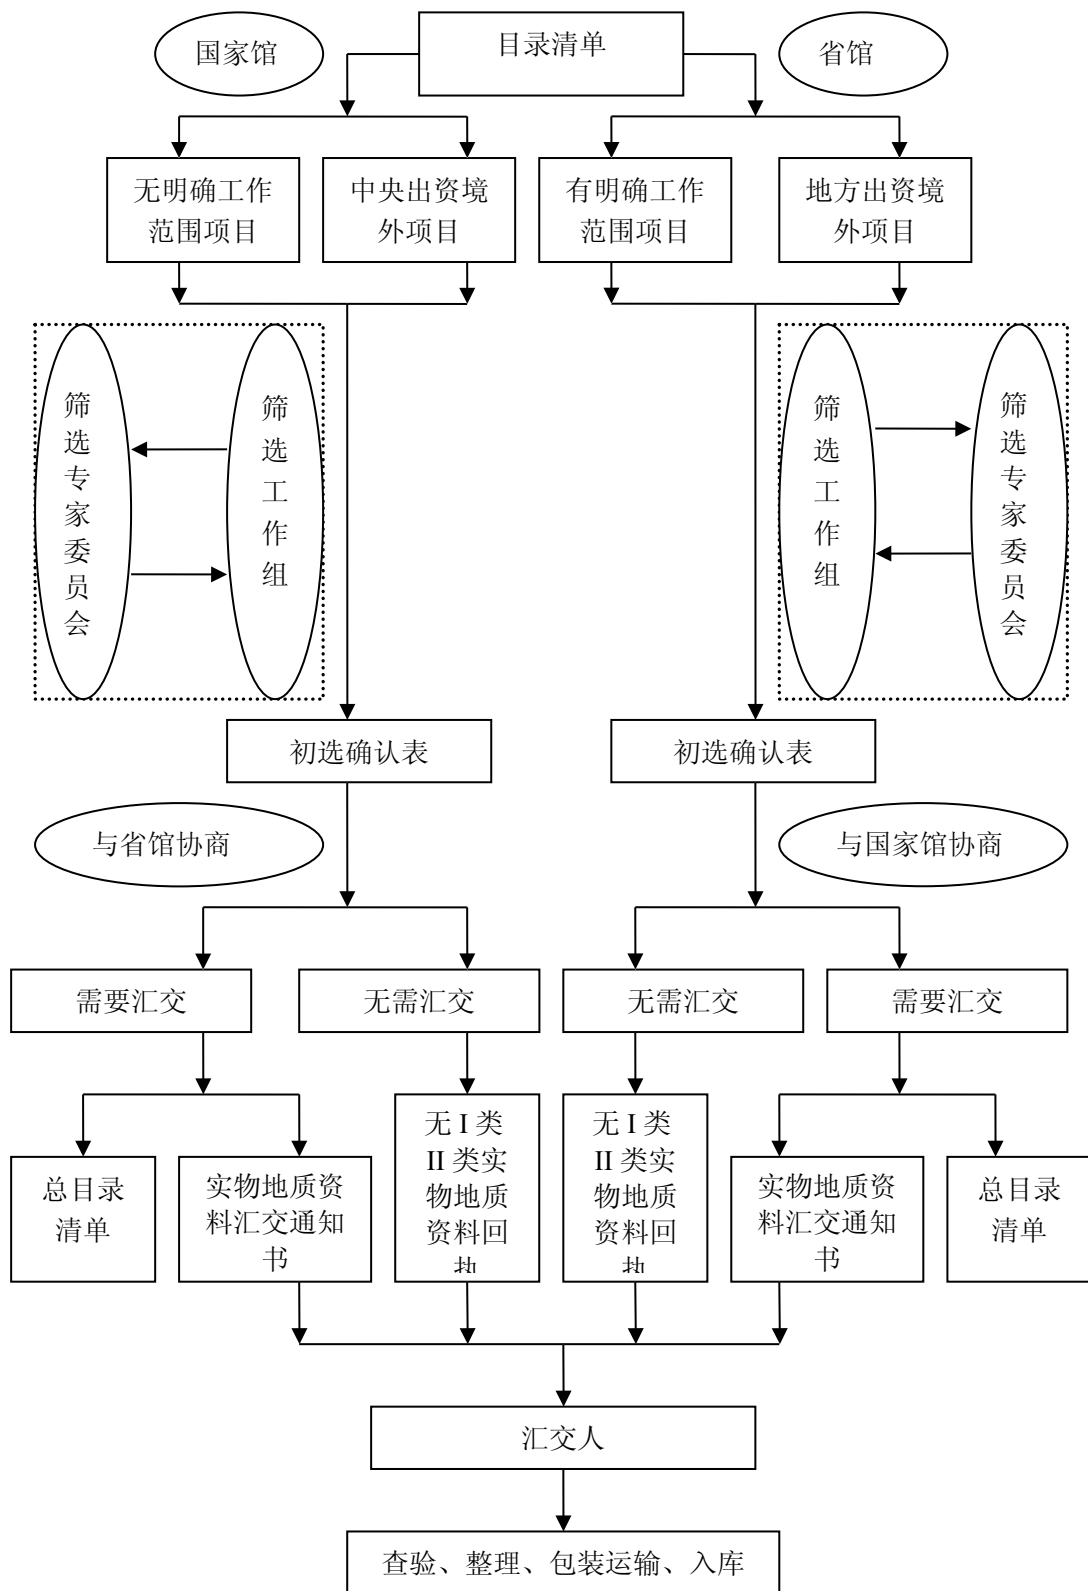 国家馆
目录清单
省馆
无明确工作
范围项目
中央出资境
外项目
有明确工作
范围项目
地方出资境
外项目
筛选专家委员会
筛选工作组
筛选工作组
筛选专家委员会
初选确认表
初选确认表
与省馆协商
与国家馆协商
需要汇交
无需汇交
无需汇交
需要汇交
总目录
清单
实物地质资
料汇交通知
书
无 I 类
II 类实
物地质
资料回
执
无 I 类
II 类实
物地质
资料回
执
实物地质资
料汇交通知
书
总目录
清单
汇交人
查验、整理、包装运输、入库